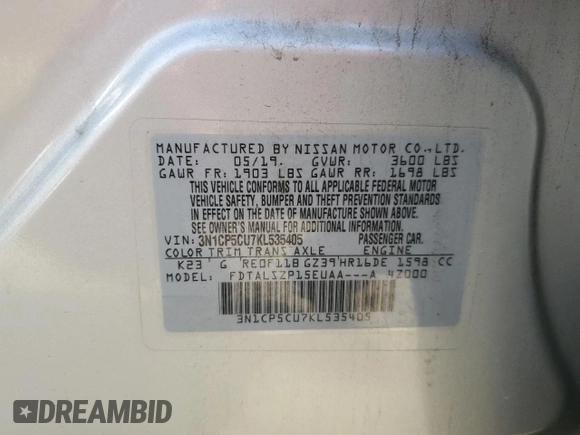 MANUFACTURED BY NISSAN MOTOR CO.,LTD.
DATE: 05/19. GVWR: 3600 LBS
GAWR FR: 1903 LBS GAWR RR: 1698 LBS
THIS VEHICLE CONFORMS TO ALL APPLICABLE FEDERAL MOTOR
VEHICLE SAFETY, BUMPER AND THEFT PREVENTION STANDARDS
IN EFFECT ON THE DATE OF MANUFACTURE SHOWN ABOVE.
SEE OWNER'S MANUAL FOR ADDITIONAL INFORMATION.
VIN: 3N1CP5CU7KL535405 PASSENGER CAR.
COLOR TRIM TRANS AXLE ENGINE
K23 G RE0F11B GZ39 HR16DE 1598 CC
MODEL: FDTALSZP15EUAA---A 4Z000
3N1CP5CU7KL535405
DREAMBID